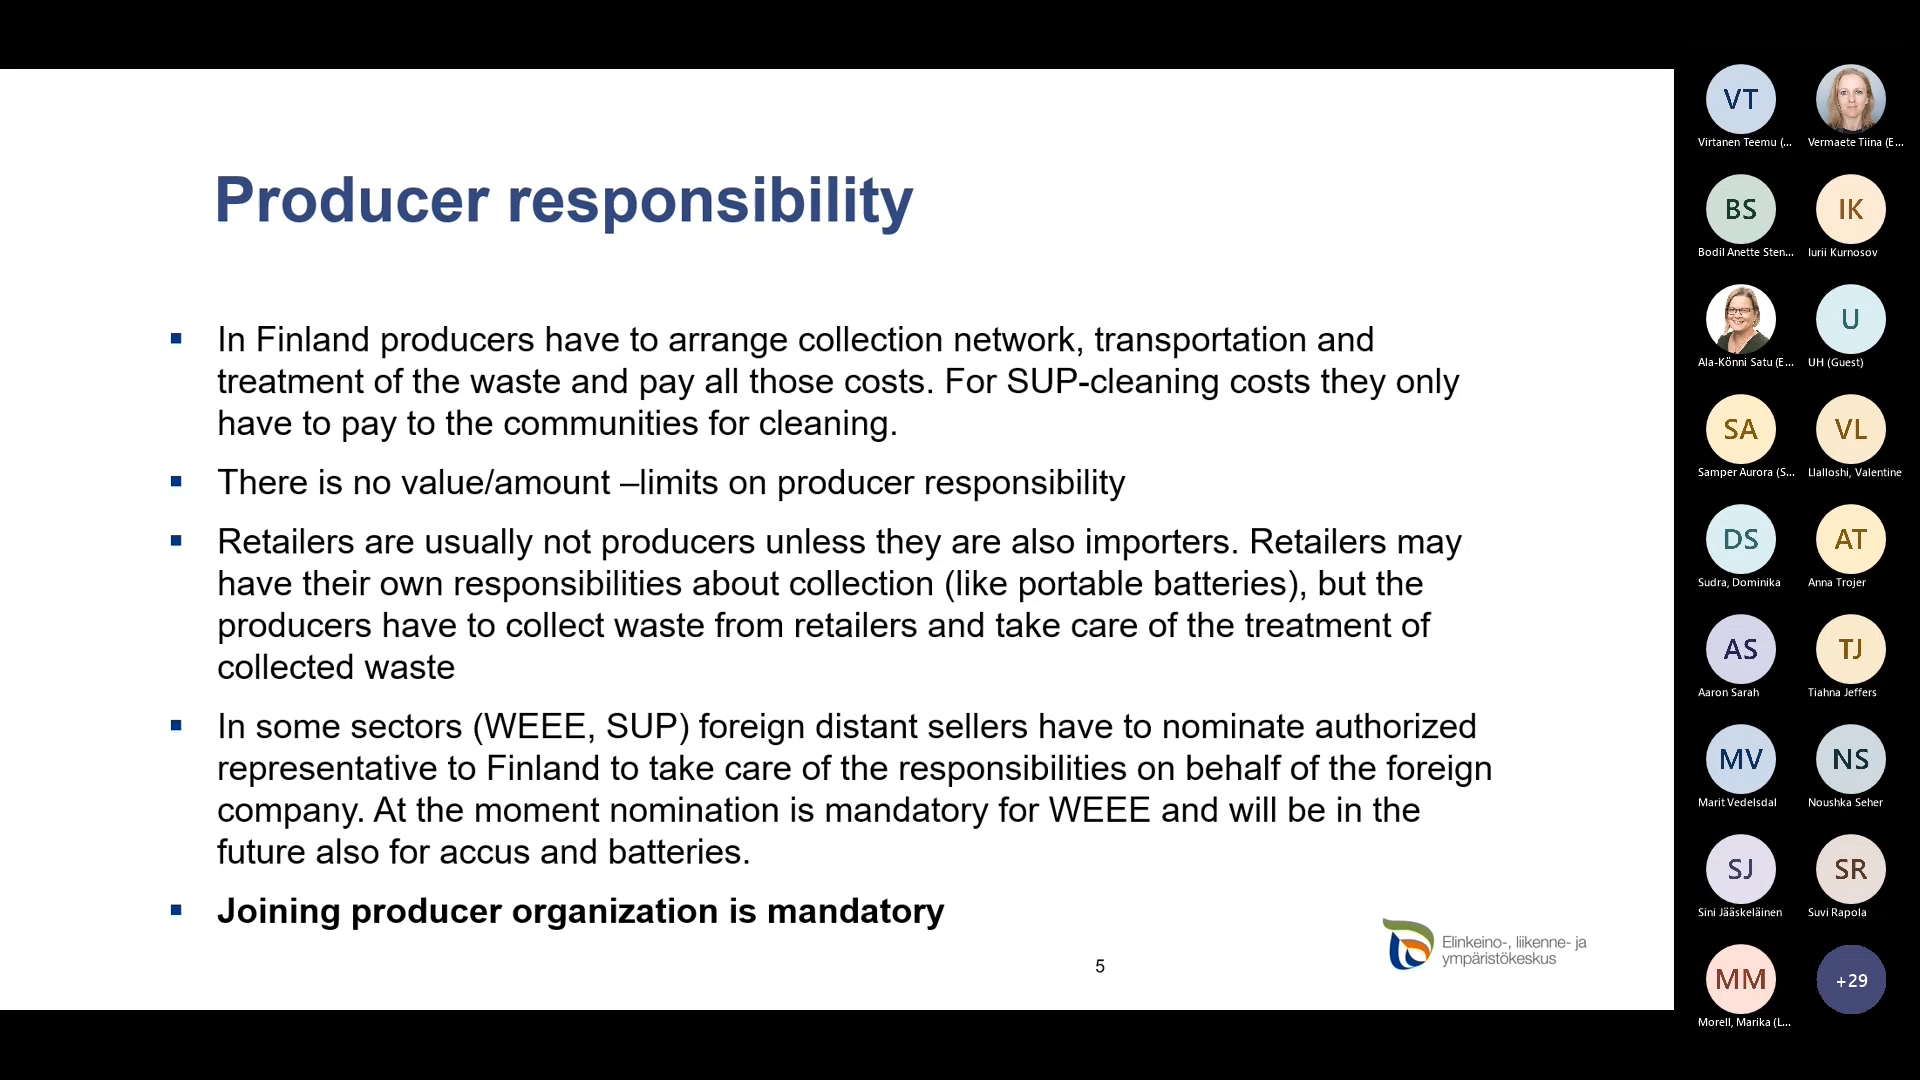 Producer responsibility
In Finland producers have to arrange collection network, transportation and
treatment of the waste and pay all those costs. For SUP-cleaning costs they only
have to pay to the communities for cleaning.
There is no value/amount –limits on producer responsibility
Retailers are usually not producers unless they are also importers. Retailers may
have their own responsibilities about collection (like portable batteries), but the
producers have to collect waste from retailers and take care of the treatment of
collected waste
In some sectors (WEEE, SUP) foreign distant sellers have to nominate authorized
representative to Finland to take care of the responsibilities on behalf of the foreign
company. At the moment nomination is mandatory for WEEE and will be in the
future also for accus and batteries.
Joining producer organization is mandatory
5
Elinkeino-, liikenne- ja
ympäristökeskus
VT
Virtanen Teemu (...
Vermaete Tiina (E...
BS
IK
Bodil Anette Sten...
Iurii Kurnosov
U
Ala-Könni Satu (E...
UH (Guest)
SA
VL
Samper Aurora (S...
Llalloshi, Valentine
DS
AT
Sudra, Dominika
Anna Trojer
AS
TJ
Aaron Sarah
Tiahna Jeffers
MV
NS
Marit Vedelsdal
Noushka Seher
SJ
SR
Sini Jääskeläinen
Suvi Rapola
MM
+29
Morell, Marika (L...